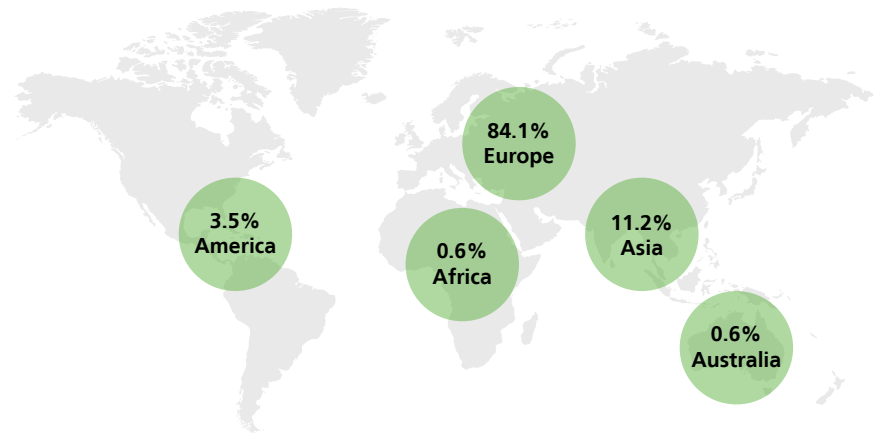 84.1%
Europe
3.5%
America
11.2%
Asia
0.6%
Africa
0.6%
Australia